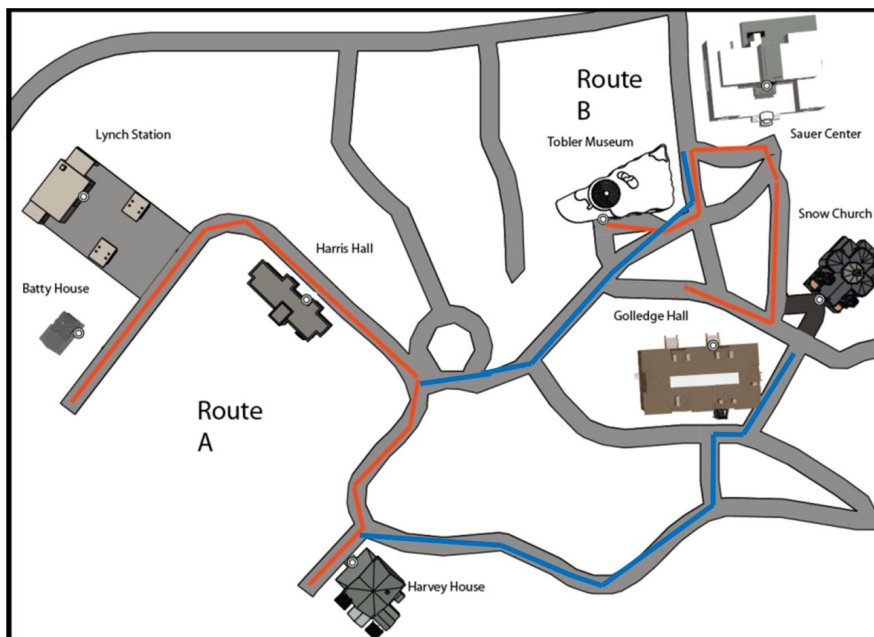 Route
B
Lynch Station
Tobler Museum
Sauer Center
Snow Church
Harris Hall
Batty House
Golledge Hall
Route
A
Harvey House